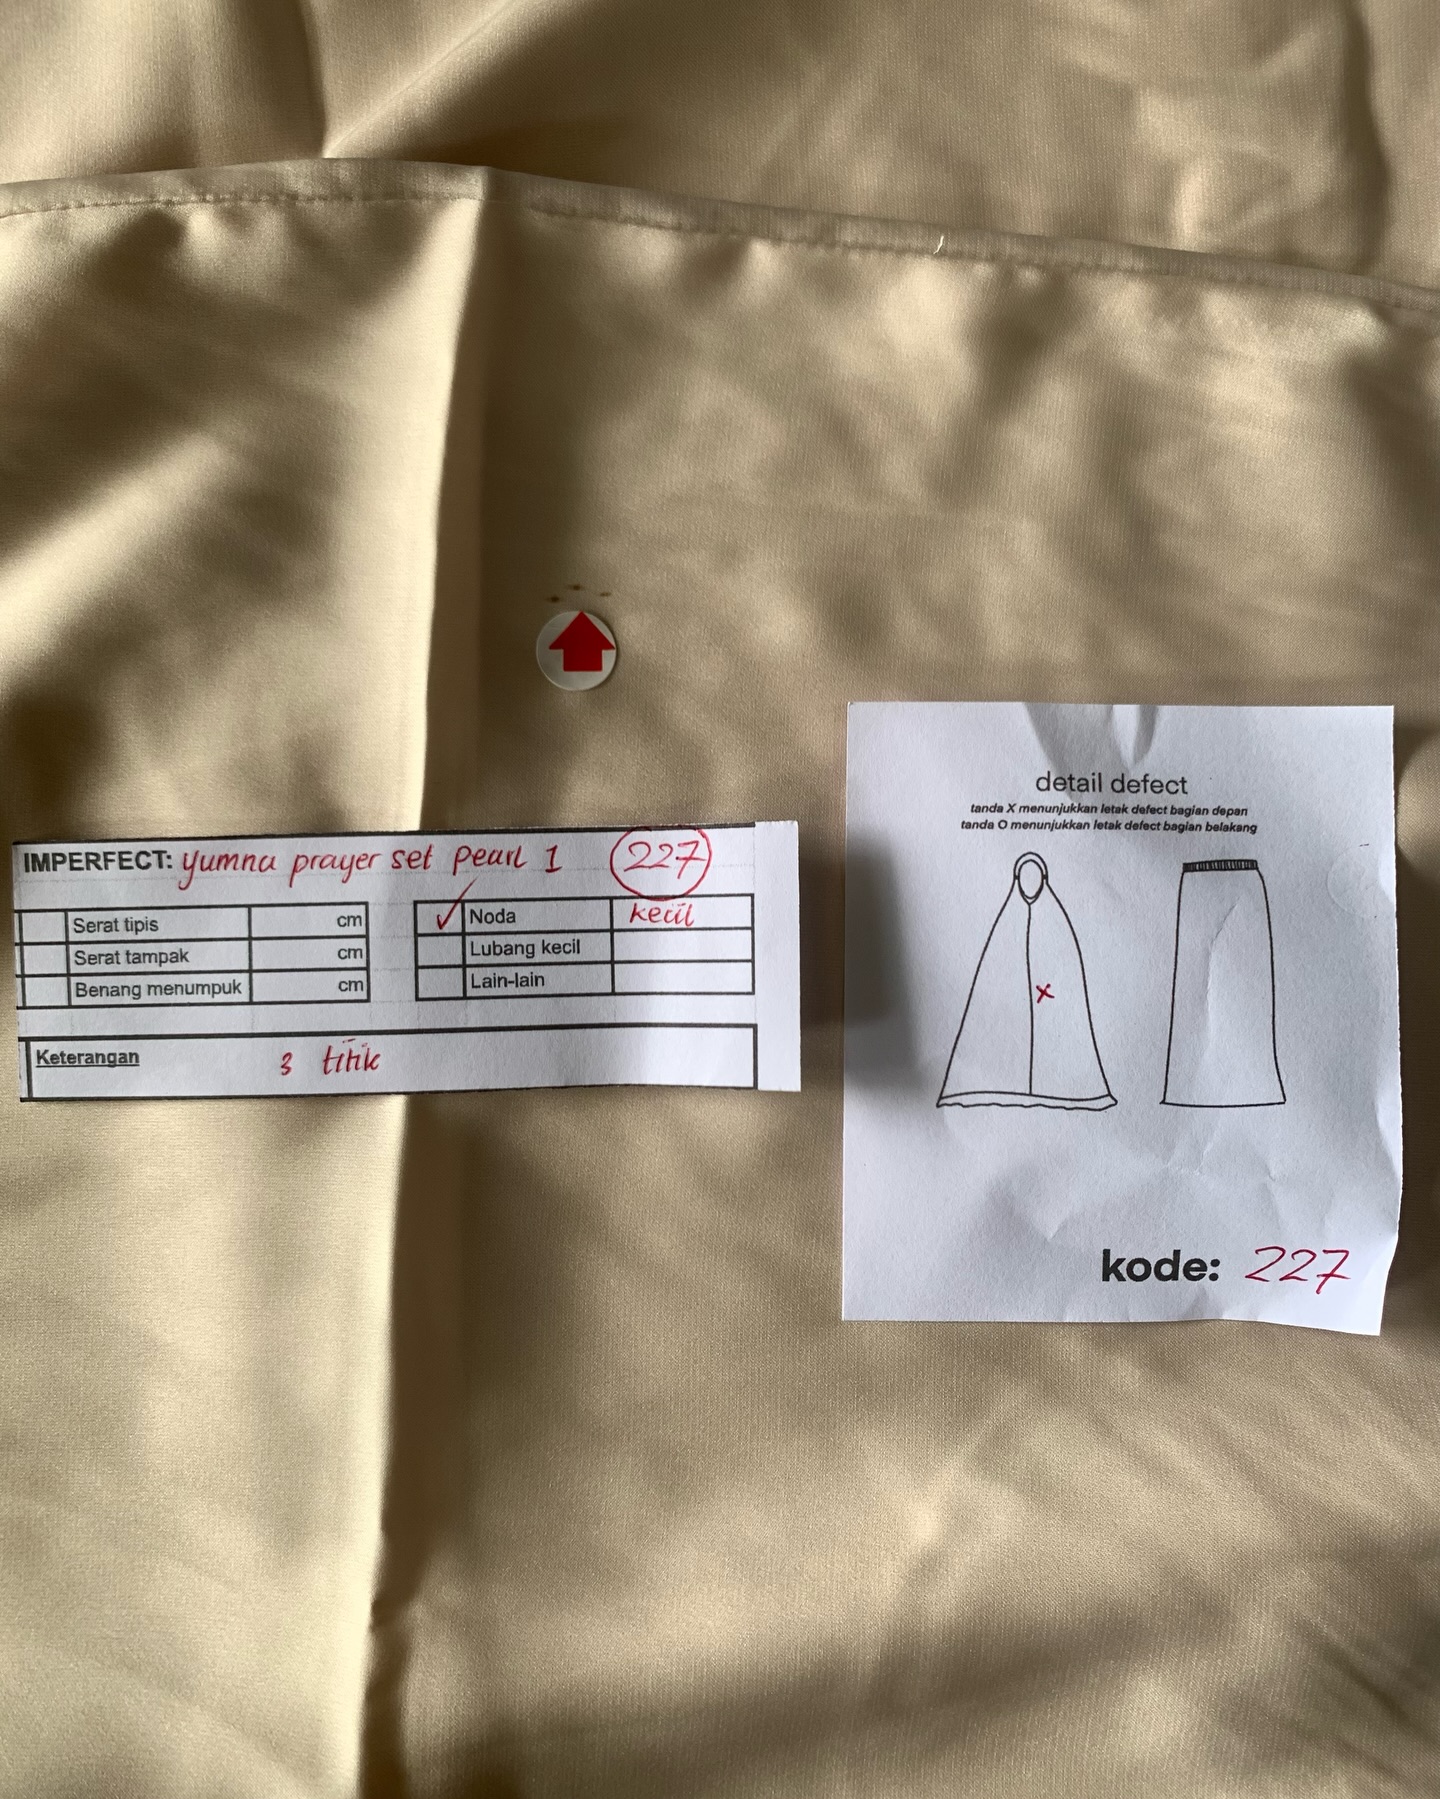 IMPERFECT: yumna prayer set pearl 1 227
Serat tipis cm
Serat tampak cm
Benang menumpuk cm
Noda kecil
Lubang kecil
Lain-lain
Keterangan 3 titik
detail defect
tanda X menunjukkan letak defect bagian depan
tanda O menunjukkan letak defect bagian belakang
x
kode: 227